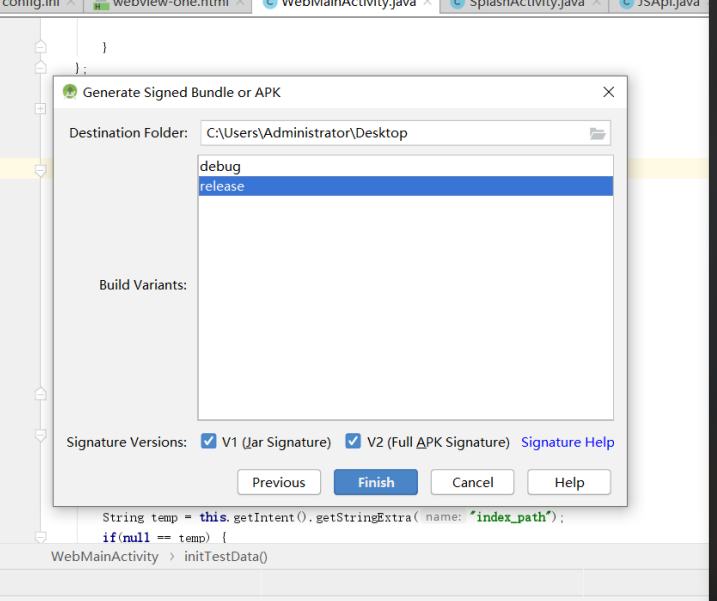 config.ini webview-one.html WebMainActivity.java SplashActivity.java JSApi.java
}
};
Generate Signed Bundle or APK
Destination Folder: C:\Users\Administrator\Desktop
debug
release
Build Variants:
Signature Versions: V1 (Jar Signature) V2 (Full APK Signature) Signature Help
Previous Finish Cancel Help
String temp = this.getIntent().getStringExtra( name: "index_path");
if(null == temp) {
WebMainActivity › initTestData()